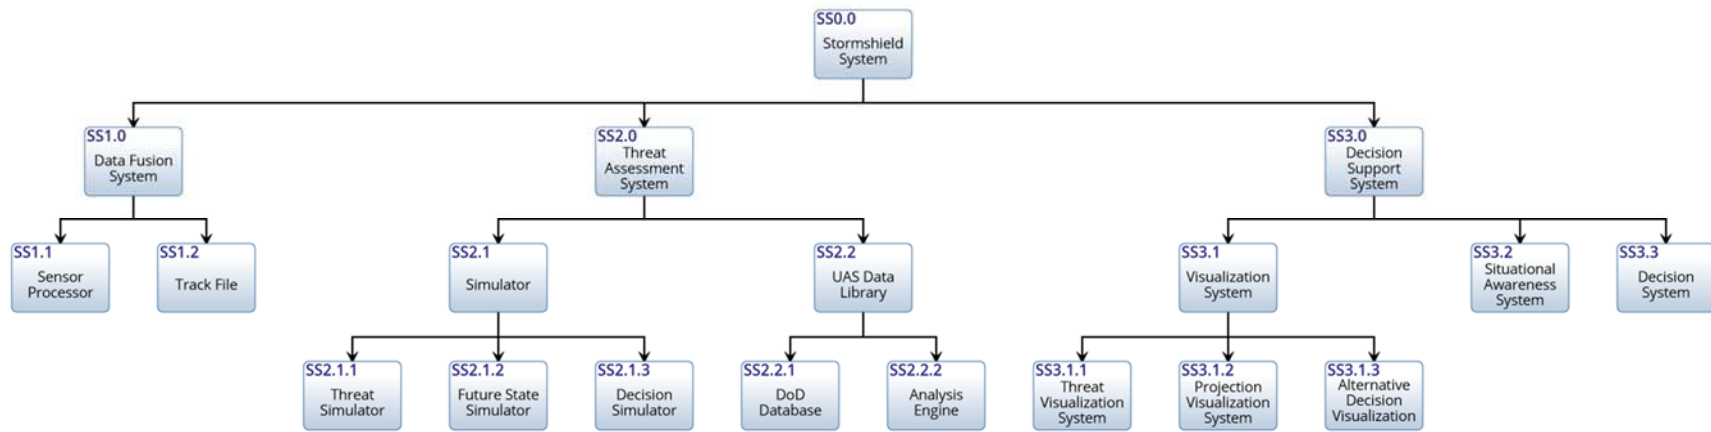 SS0.0
Stormshield
System
SS1.0
Data Fusion
System
SS2.0
Threat
Assessment
System
SS3.0
Decision
Support
System
SS1.1
Sensor
Processor
SS1.2
Track File
SS2.1
Simulator
SS2.2
UAS Data
Library
SS3.1
Visualization
System
SS3.2
Situational
Awareness
System
SS3.3
Decision
System
SS2.1.1
Threat
Simulator
SS2.1.2
Future State
Simulator
SS2.1.3
Decision
Simulator
SS2.2.1
DoD
Database
SS2.2.2
Analysis
Engine
SS3.1.1
Threat
Visualization
System
SS3.1.2
Projection
Visualization
System
SS3.1.3
Alternative
Decision
Visualization